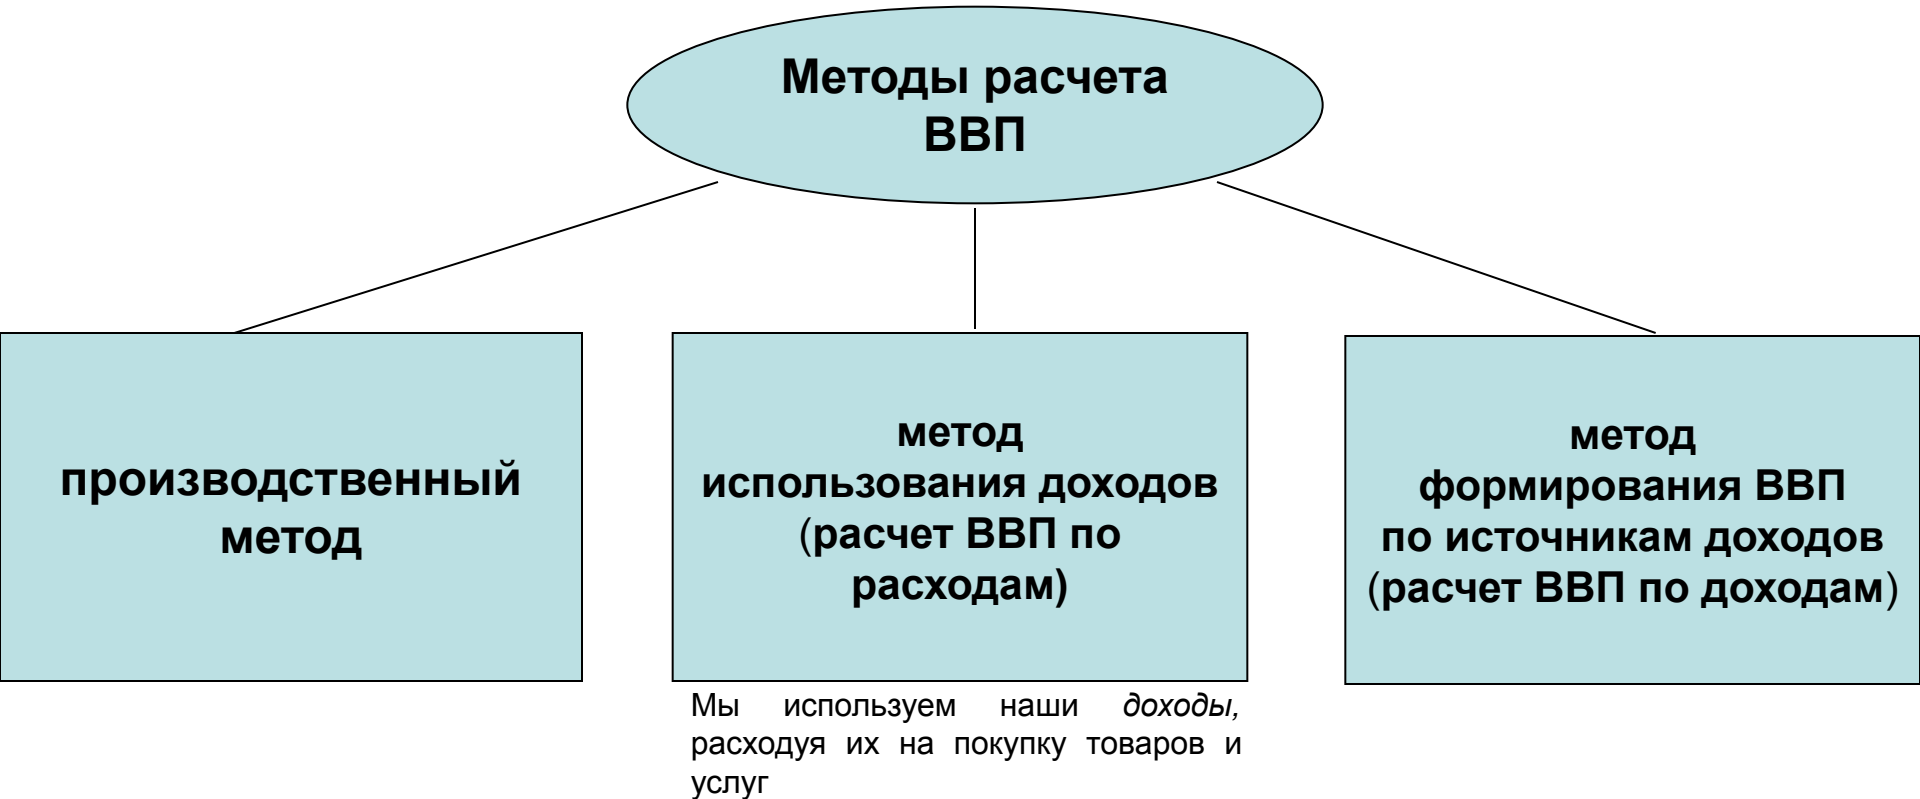 Методы расчета
ВВП
производственный
метод
метод
использования доходов
(расчет ВВП по
расходам)
метод
формирования ВВП
по источникам доходов
(расчет ВВП по доходам)
Мы используем наши доходы,
расходуя их на покупку товаров и
услуг